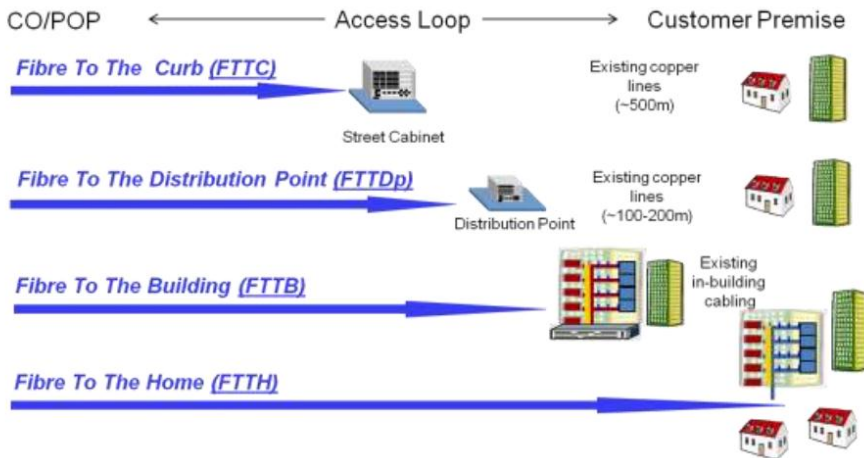 CO/POP
Access Loop
Customer Premise
Fibre To The Curb (FTTC)
Existing copper
lines
(~500m)
Street Cabinet
Fibre To The Distribution Point (FTTDp)
Existing copper
lines
(~100-200m)
Distribution Point
Fibre To The Building (FTTB)
Existing
in-building
cabling
Fibre To The Home (FTTH)